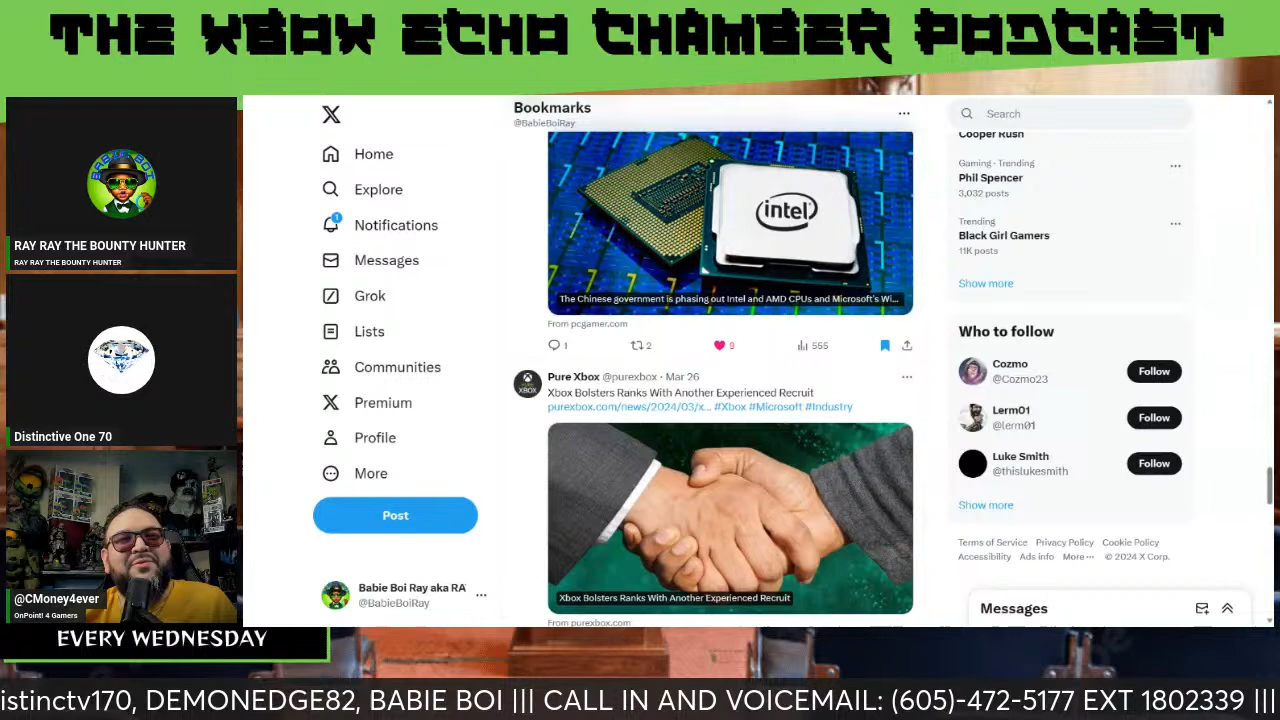 THE XBOX ECHO CHAMBER PODCAST
BABIE BOI
RAY RAY THE BOUNTY HUNTER
RAY RAY THE BOUNTY HUNTER
Distinctive One 70
@CMoney4ever
OnPoint! 4 Gamers
EVERY WEDNESDAY
X
Home
Explore
1
Notifications
Messages
Grok
Lists
Communities
Premium
Profile
More
Post
Babie Boi Ray aka RA
@BabieBoiRay
Bookmarks
@BabieBoiRay
intel
The Chinese government is phasing out Intel and AMD CPUs and Microsoft's Wi...
From pcgamer.com
1 2 9 555
PURE XBOX
Pure Xbox @purexbox · Mar 26
Xbox Bolsters Ranks With Another Experienced Recruit
purexbox.com/news/2024/03/x... #Xbox #Microsoft #Industry
Xbox Bolsters Ranks With Another Experienced Recruit
From purexbox.com
Search
Cooper Rush
Gaming · Trending
Phil Spencer
3,032 posts
Trending
Black Girl Gamers
11K posts
Show more
Who to follow
Cozmo
@Cozmo23
Follow
Lerm01
@lerm01
Follow
Luke Smith
@thislukesmith
Follow
Show more
Terms of Service Privacy Policy Cookie Policy
Accessibility Ads info More ··· © 2024 X Corp.
Messages
istinctv170, DEMONEDGE82, BABIE BOI ||| CALL IN AND VOICEMAIL: (605)-472-5177 EXT 1802339 |||